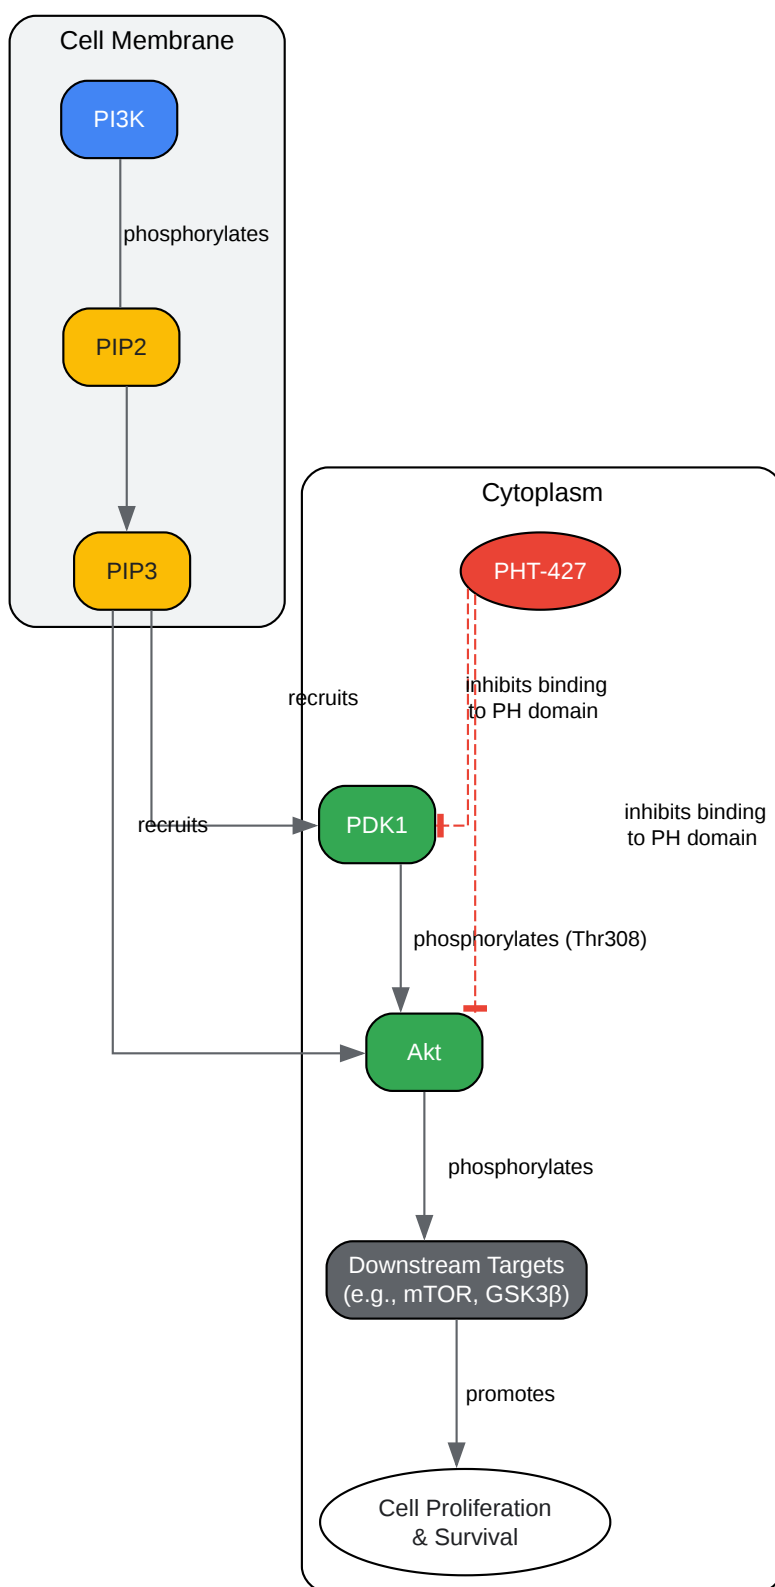 Cell Membrane
PI3K
phosphorylates
PIP2
PIP3
Cytoplasm
PHT-427
recruits
inhibits binding
to PH domain
recruits
PDK1
inhibits binding
to PH domain
phosphorylates (Thr308)
Akt
phosphorylates
Downstream Targets
(e.g., mTOR, GSK3β)
promotes
Cell Proliferation
& Survival